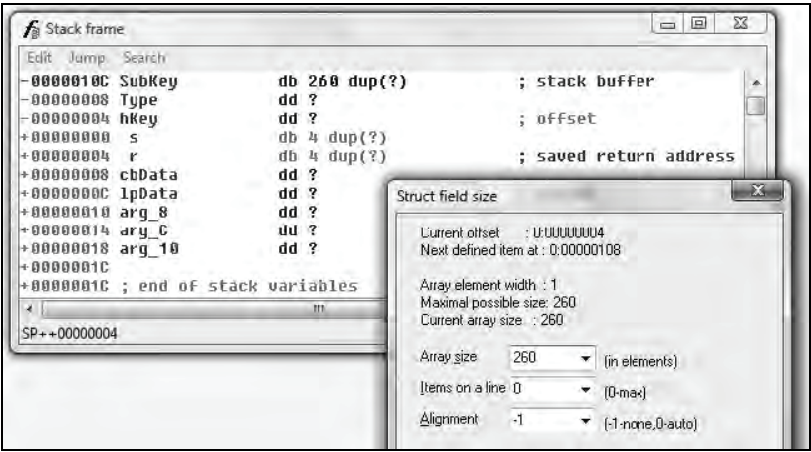 Stack frame
Edit Jump Search
-0000010C SubKey db 260 dup(?) ; stack buffer
-00000008 Type dd ?
-00000004 hKey dd ? ; offset
+00000000 s db 4 dup(?)
+00000004 r db 4 dup(?) ; saved return address
+00000008 cbData dd ?
+0000000C lpData dd ?
+00000010 arg_8 dd ?
+00000014 arg_C dd ?
+00000018 arg_10 dd ?
+0000001C
+0000001C ; end of stack variables
SP++00000004
Struct field size
Current offset : 0:00000004
Next defined item at : 0:00000108
Array element width : 1
Maximal possible size: 260
Current array size : 260
Array size 260 (in elements)
Items on a line 0 (0-max)
Alignment -1 (-1-none,0-auto)